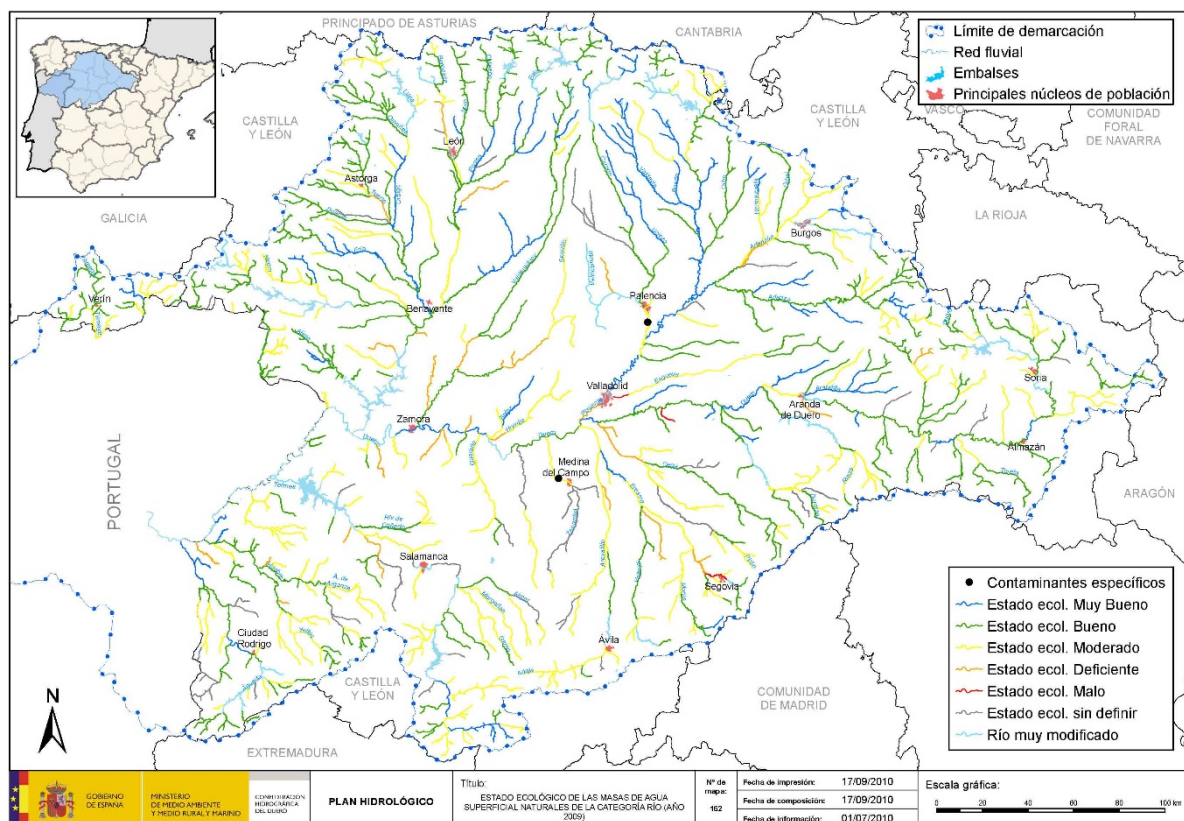 PRINCIPADO DE ASTURIAS
CANTABRIA
CASTILLA
Y LEÓN
CASTILLA
Y LEÓN
VASCO
COMUNIDAD
FORAL
DE NAVARRA
LA RIOJA
GALICIA
PORTUGAL
ARAGÓN
CASTILLA
Y LEÓN
COMUNIDAD
DE MADRID
EXTREMADURA
Límite de demarcación
Red fluvial
Embalses
Principales núcleos de población
León
Astorga
Burgos
Verín
Benavente
Palencia
Soria
Valladolid
Aranda
de Duero
Zamora
Almazán
Medina
del Campo
Salamanca
Segovia
Ciudad
Rodrigo
Ávila
N
Contaminantes específicos
Estado ecol. Muy Bueno
Estado ecol. Bueno
Estado ecol. Moderado
Estado ecol. Deficiente
Estado ecol. Malo
Estado ecol. sin definir
Río muy modificado
GOBIERNO
DE ESPAÑA
MINISTERIO
DE MEDIO AMBIENTE
Y MEDIO RURAL Y MARINO
CONFEDERACIÓN
HIDROGRÁFICA
DEL DUERO
PLAN HIDROLÓGICO
Título:
ESTADO ECOLÓGICO DE LAS MASAS DE AGUA
SUPERFICIAL NATURALES DE LA CATEGORÍA RÍO (AÑO
2009)
Nº de
mapa:
162
Fecha de impresión: 17/09/2010
Fecha de composición: 17/09/2010
Fecha de información: 01/07/2010
Escala gráfica:
0 20 40 60 80 100 km